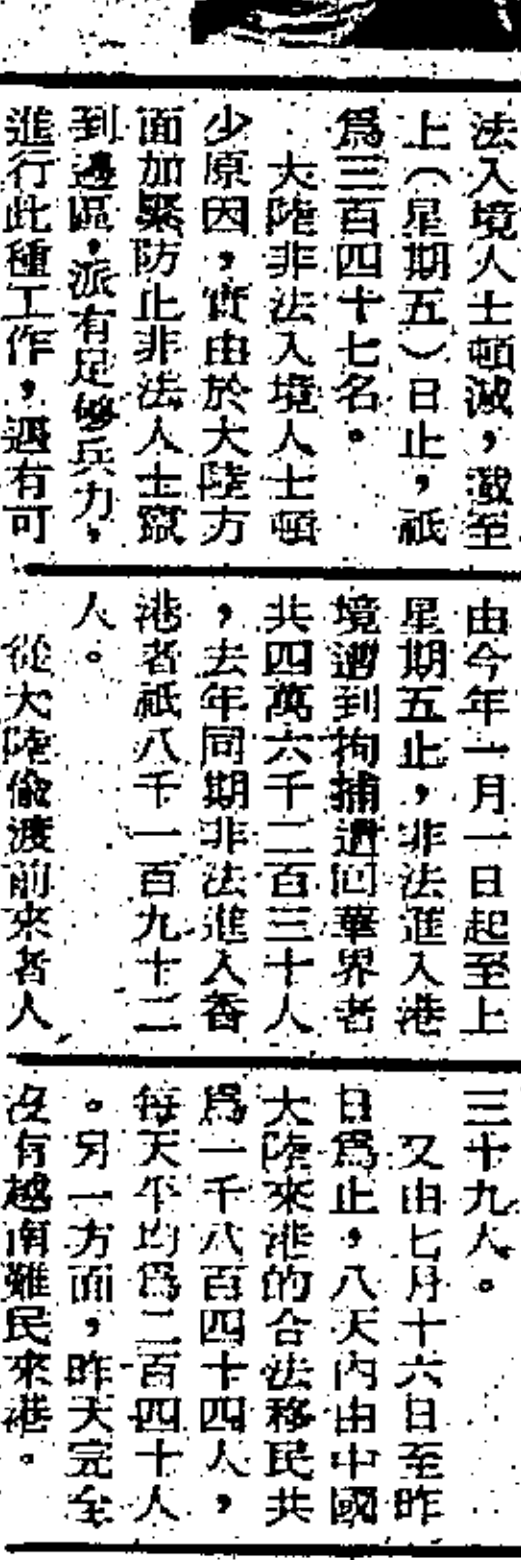 法入境人士頓減，截至
上（星期五）日止，祇
爲三百四十七名。
大陸非法入境人士頓
少原因，實由於大陸方
面加緊防止非法人士竄
到邊區，派有足夠兵力，
進行此種工作，遇有可
由今年一月一日起至上
星期五止，非法進入港
境遭到拘捕遣回華界者
共四萬六千二百三十人
，去年同期非法進入香
港者祇八千一百九十二
人。
從大陸偸渡前來者人
三十九人。
又由七月十六日至昨
日爲止，八天內由中國
大陸來港的合法移民共
爲一千八百四十四人，
每天平均爲二百四十人
。另一方面，昨天完全
沒有越南難民來港。